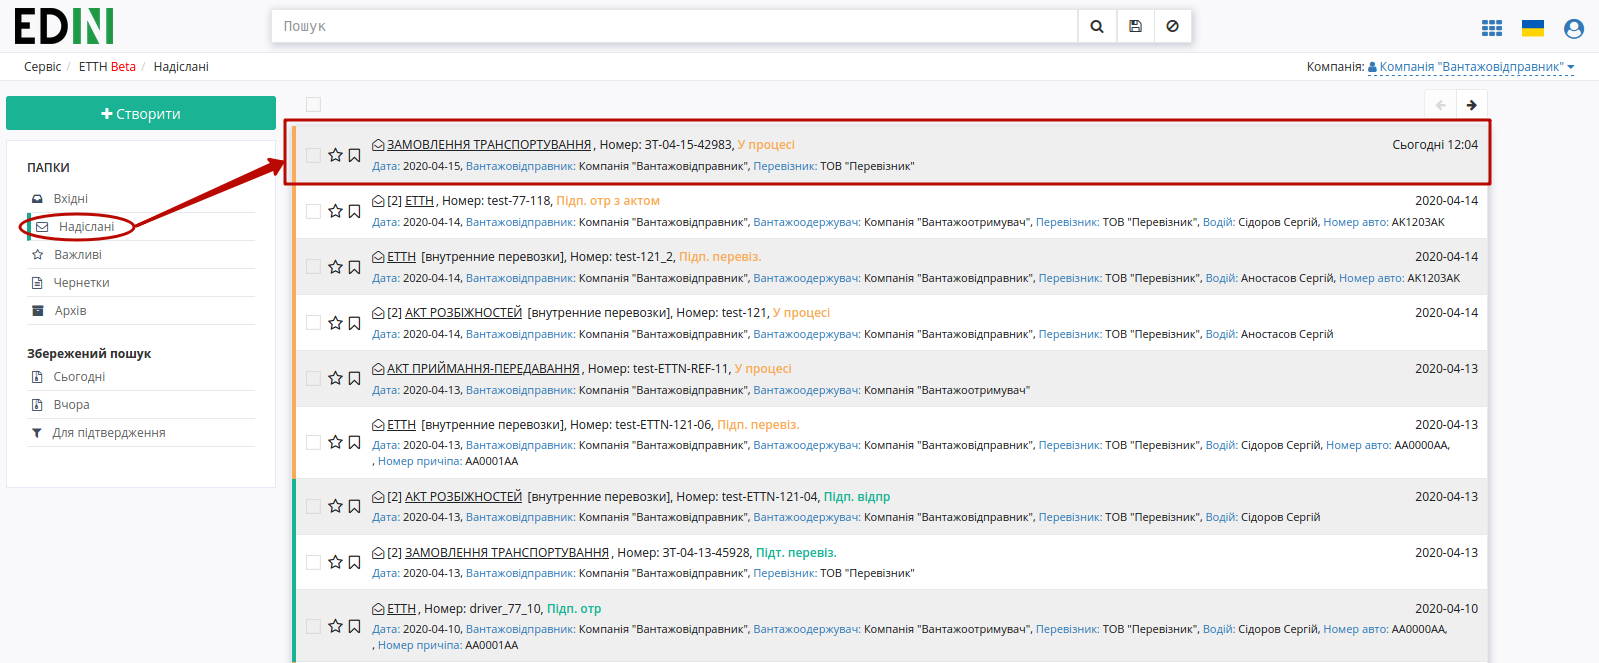 EDIN
Пошук
Сервіс / ЕТТН Beta / Надіслані
Компанія: Компанія "Вантажовідправник"
Створити
ПАПКИ
Вхідні
Надіслані
Важливі
Чернетки
Архів
Збережений пошук
Сьогодні
Вчора
Для підтвердження
ЗАМОВЛЕННЯ ТРАНСПОРТУВАННЯ , Номер: ЗТ-04-15-42983, У процесі Сьогодні 12:04
Дата: 2020-04-15, Вантажовідправник: Компанія "Вантажовідправник", Перевізник: ТОВ "Перевізник"
[2] ЕТТН , Номер: test-77-118, Підп. отр з актом 2020-04-14
Дата: 2020-04-14, Вантажовідправник: Компанія "Вантажовідправник", Вантажоодержувач: Компанія "Вантажоотримувач", Перевізник: ТОВ "Перевізник", Водій: Сідоров Сергій, Номер авто: AK1203AK
ЕТТН [внутренние перевозки], Номер: test-121_2, Підп. перевіз. 2020-04-14
Дата: 2020-04-14, Вантажовідправник: Компанія "Вантажовідправник", Вантажоодержувач: Компанія "Вантажовідправник", Перевізник: ТОВ "Перевізник", Водій: Аностасов Сергій, Номер авто: AK1203AK
[2] АКТ РОЗБІЖНОСТЕЙ [внутренние перевозки], Номер: test-121, У процесі 2020-04-14
Дата: 2020-04-14, Вантажовідправник: Компанія "Вантажовідправник", Вантажоодержувач: Компанія "Вантажовідправник", Перевізник: ТОВ "Перевізник", Водій: Аностасов Сергій
АКТ ПРИЙМАННЯ-ПЕРЕДАВАННЯ , Номер: test-ETTN-REF-11, У процесі 2020-04-13
Дата: 2020-04-13, Вантажовідправник: Компанія "Вантажовідправник", Вантажоодержувач: Компанія "Вантажоотримувач"
ЕТТН [внутренние перевозки], Номер: test-ETTN-121-06, Підп. перевіз. 2020-04-13
Дата: 2020-04-13, Вантажовідправник: Компанія "Вантажовідправник", Вантажоодержувач: Компанія "Вантажовідправник", Перевізник: ТОВ "Перевізник", Водій: Сідоров Сергій, Номер авто: AA0000AA,
, Номер причіпа: AA0001AA
[2] АКТ РОЗБІЖНОСТЕЙ [внутренние перевозки], Номер: test-ETTN-121-04, Підп. відпр 2020-04-13
Дата: 2020-04-13, Вантажовідправник: Компанія "Вантажовідправник", Вантажоодержувач: Компанія "Вантажовідправник", Перевізник: ТОВ "Перевізник", Водій: Сідоров Сергій
[2] ЗАМОВЛЕННЯ ТРАНСПОРТУВАННЯ , Номер: ЗТ-04-13-45928, Підт. перевіз. 2020-04-13
Дата: 2020-04-13, Вантажовідправник: Компанія "Вантажовідправник", Перевізник: ТОВ "Перевізник"
ЕТТН , Номер: driver_77_10, Підп. отр 2020-04-10
Дата: 2020-04-10, Вантажовідправник: Компанія "Вантажовідправник", Вантажоодержувач: Компанія "Вантажоотримувач", Перевізник: ТОВ "Перевізник", Водій: Сідоров Сергій, Номер авто: AA0000AA,
, Номер причіпа: AA0001AA